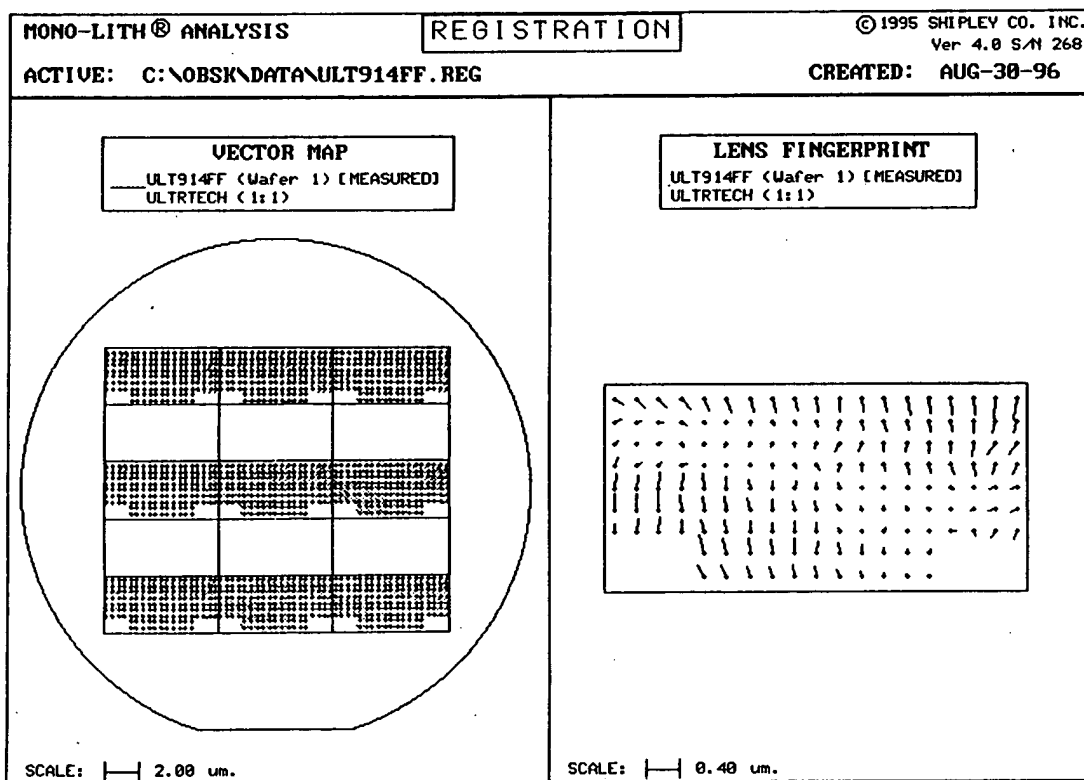 MONO-LITH® ANALYSIS
REGISTRATION
© 1995 SHIPLEY CO. INC.
Ver 4.0 S/N 268
ACTIVE: C:\OBSK\DATA\ULT914FF.REG
CREATED: AUG-30-96
VECTOR MAP
ULT914FF (Wafer 1) [MEASURED]
ULTRTECH (1:1)
LENS FINGERPRINT
ULT914FF (Wafer 1) [MEASURED]
ULTRTECH (1:1)
SCALE: 2.00 um.
SCALE: 0.40 um.